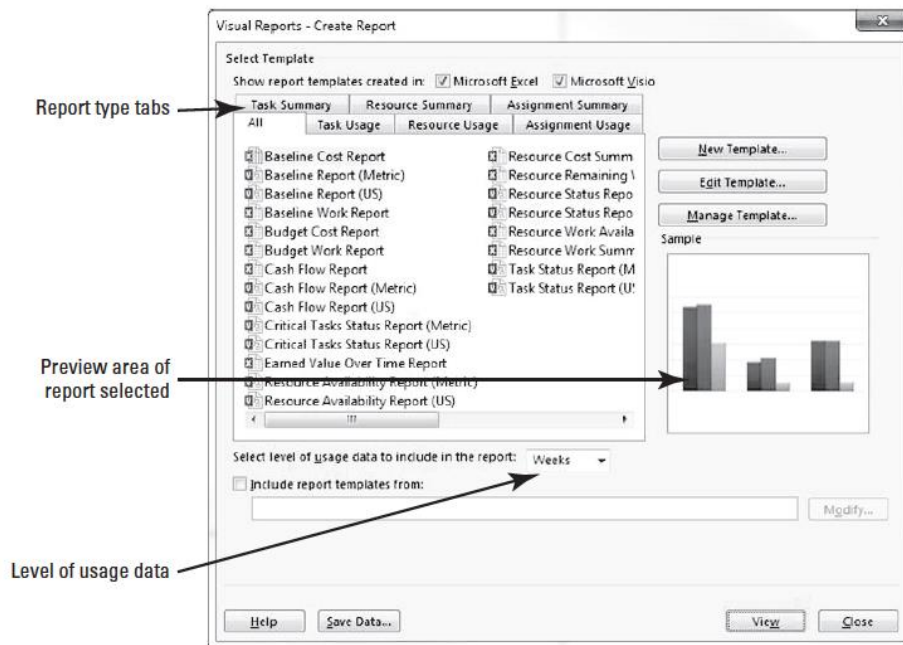 Visual Reports - Create Report
Select Template
Show report templates created in: Microsoft Excel Microsoft Visio
Report type tabs
Task Summary Resource Summary Assignment Summary
All Task Usage Resource Usage Assignment Usage
Baseline Cost Report Resource Cost Summ
Baseline Report (Metric) Resource Remaining
Baseline Report (US) Resource Status Repo
Baseline Work Report Resource Status Repo
Budget Cost Report Resource Work Availa
Budget Work Report Resource Work Summ
Cash Flow Report Task Status Report (M
Cash Flow Report (Metric) Task Status Report (U
Cash Flow Report (US)
Critical Tasks Status Report (Metric)
Critical Tasks Status Report (US)
Earned Value Over Time Report
Resource Availability Report (Metric)
Resource Availability Report (US)
New Template...
Edit Template...
Manage Template...
Sample
Preview area of
report selected
Select level of usage data to include in the report: Weeks
Include report templates from:
Modify...
Level of usage data
Help Save Data... View Close